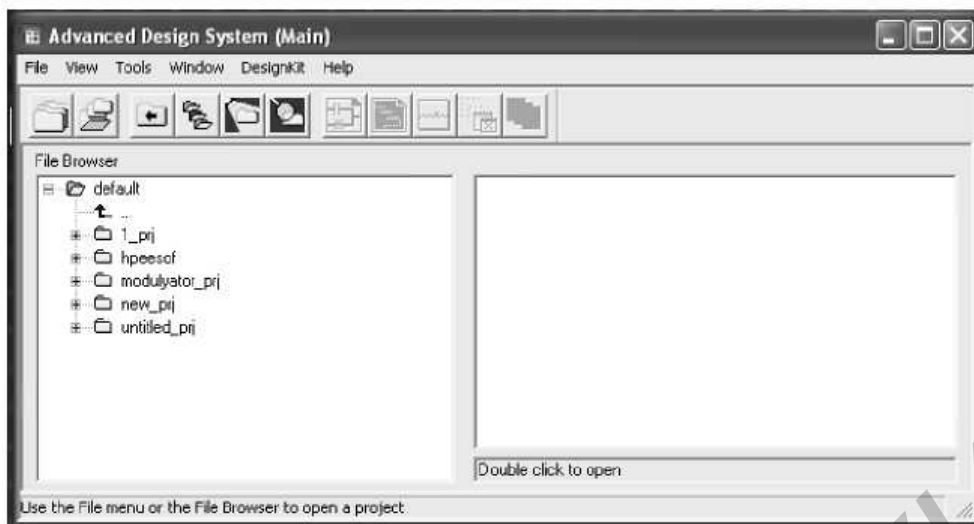 Advanced Design System (Main)
File View Tools Window DesignKit Help
File Browser
default
..
1_prj
hpeesof
modulyator_prj
new_prj
untitled_prj
Double click to open
Use the File menu or the File Browser to open a project